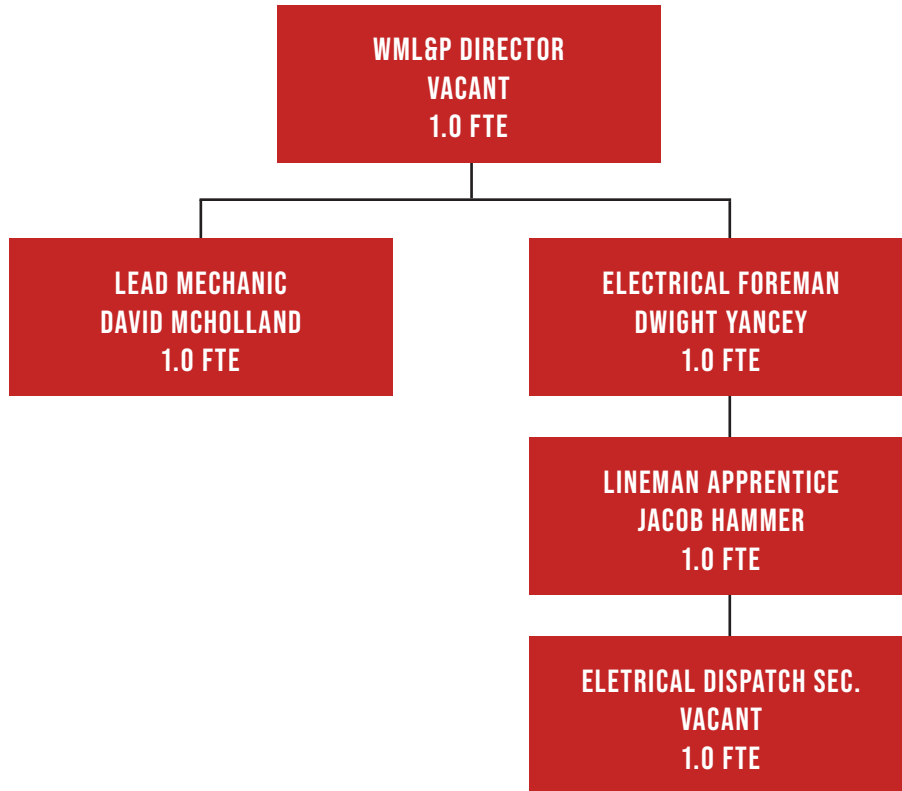 WML&P DIRECTOR
VACANT
1.0 FTE
LEAD MECHANIC
DAVID MCHOLLAND
1.0 FTE
ELECTRICAL FOREMAN
DWIGHT YANCEY
1.0 FTE
LINEMAN APPRENTICE
JACOB HAMMER
1.0 FTE
ELETRICAL DISPATCH SEC.
VACANT
1.0 FTE